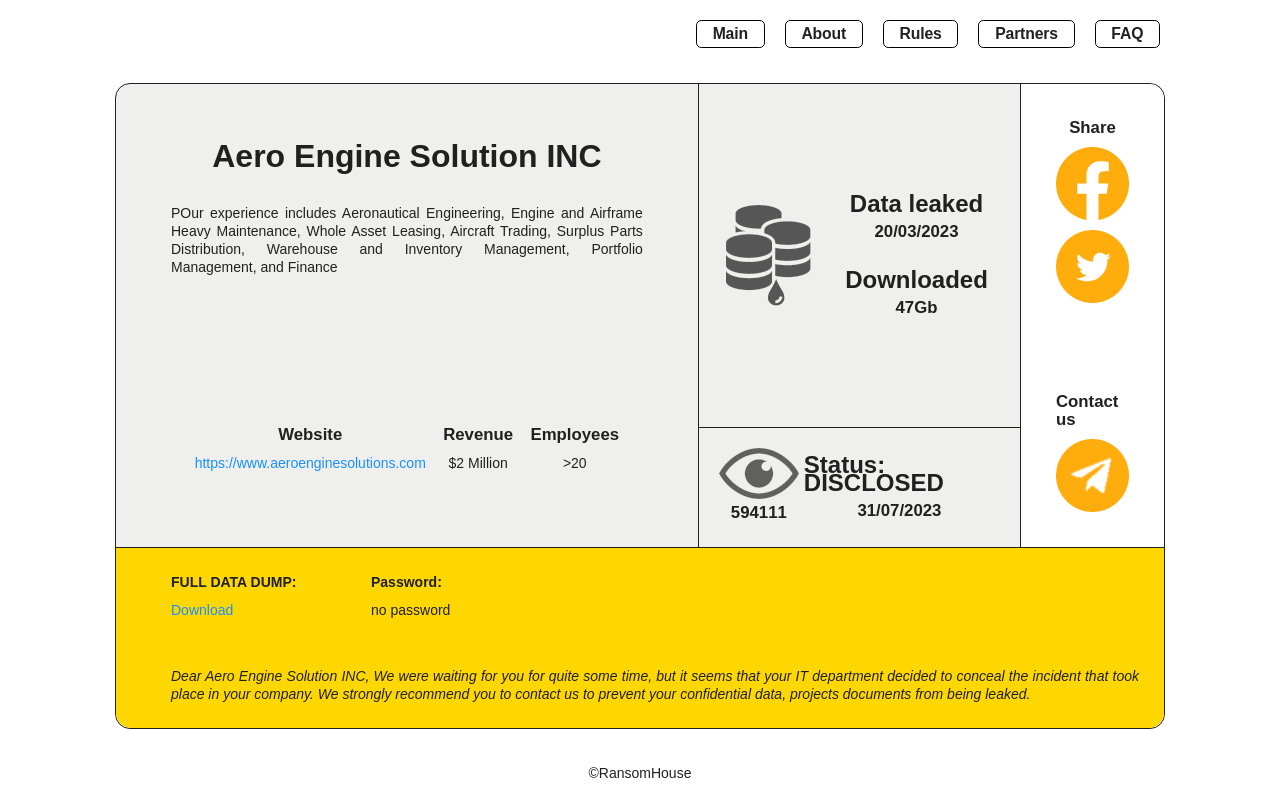 Main About Rules Partners FAQ
Aero Engine Solution INC
POur experience includes Aeronautical Engineering, Engine and Airframe
Heavy Maintenance, Whole Asset Leasing, Aircraft Trading, Surplus Parts
Distribution, Warehouse and Inventory Management, Portfolio
Management, and Finance
Website Revenue Employees
https://www.aeroenginesolutions.com $2 Million >20
Data leaked
20/03/2023
Downloaded
47Gb
Status:
DISCLOSED
594111 31/07/2023
Share
Contact
us
FULL DATA DUMP: Password:
Download no password
Dear Aero Engine Solution INC, We were waiting for you for quite some time, but it seems that your IT department decided to conceal the incident that took
place in your company. We strongly recommend you to contact us to prevent your confidential data, projects documents from being leaked.
©RansomHouse